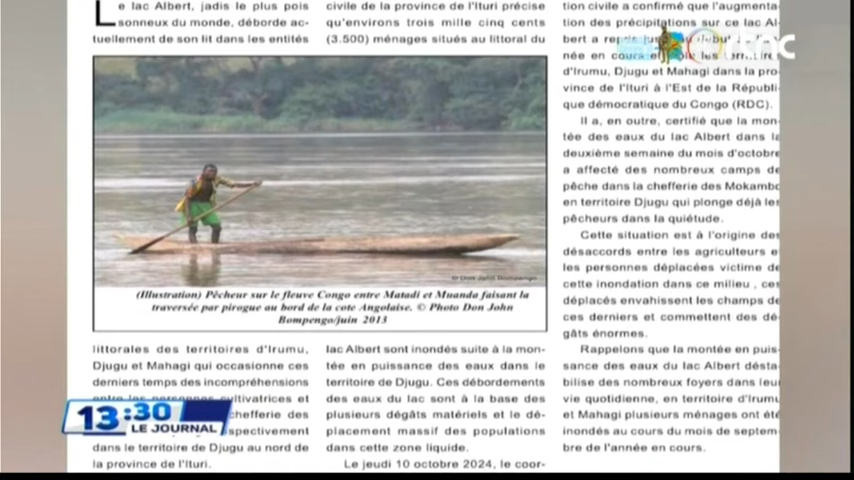 Le lac Albert, jadis le plus pois-
sonneux du monde, déborde ac-
tuellement de son lit dans les entités
civile de la province de l'Ituri précise
qu'environs trois mille cinq cents
(3.500) ménages situés au littoral du
© Don John Bompengo
(Illustration) Pêcheur sur le fleuve Congo entre Matadi et Muanda faisant la
traversée par pirogue au bord de la cote Angolaise. © Photo Don John
Bompengo/juin 2013
littorales des territoires d'Irumu,
Djugu et Mahagi qui occasionne ces
derniers temps des incompréhensions
entre les personnes cultivatrices et
chefferie des
spectivement
dans le territoire de Djugu au nord de
la province de l'Ituri.
lac Albert sont inondés suite à la mon-
tée en puissance des eaux dans le
territoire de Djugu. Ces débordements
des eaux du lac sont à la base des
plusieurs dégâts matériels et le dé-
placement massif des populations
dans cette zone liquide.
Le jeudi 10 octobre 2024, le coor-
tion civile a confirmé que l'augmenta-
tion des précipitations sur ce lac Al-
bert a repris
née en cours
d'Irumu, Djugu et Mahagi dans la pro-
vince de l'Ituri à l'Est de la Républi-
que démocratique du Congo (RDC).
Il a, en outre, certifié que la mon-
tée des eaux du lac Albert dans la
deuxième semaine du mois d'octobre
a affecté des nombreux camps de
pêche dans la chefferie des Mokambo
en territoire Djugu qui plonge déjà les
pêcheurs dans la quiétude.
Cette situation est à l'origine des
désaccords entre les agriculteurs e
les personnes déplacées victime de
cette inondation dans ce milieu , ces
déplacés envahissent les champs de
ces derniers et commettent des dé-
gâts énormes.
Rappelons que la montée en puis-
sance des eaux du lac Albert désta-
bilise des nombreux foyers dans leur
vie quotidienne, en territoire d'Irumu
et Mahagi plusieurs ménages ont été
inondés au cours du mois de septem-
bre de l'année en cours.
rtnc
13:30
LE JOURNAL